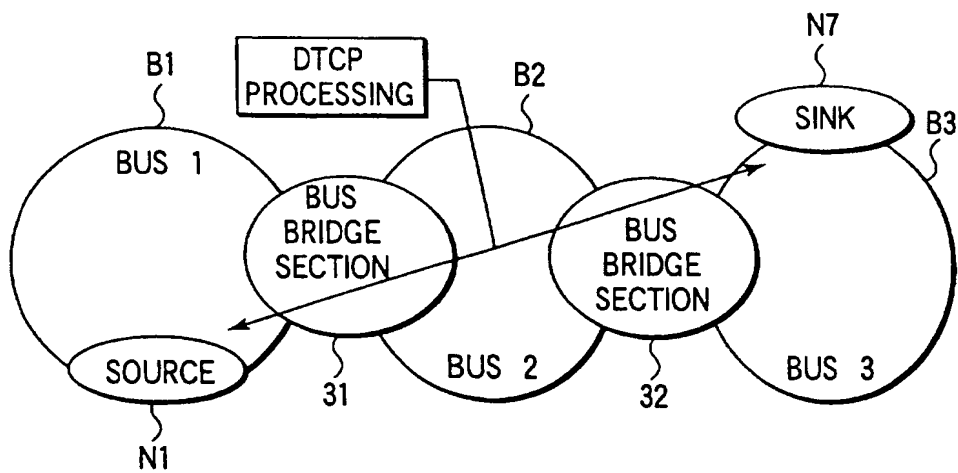 N7
B1
DTCP
PROCESSING
B2
SINK
B3
BUS 1
BUS
BRIDGE
SECTION
BUS
BRIDGE
SECTION
SOURCE
31
BUS 2
32
BUS 3
N1